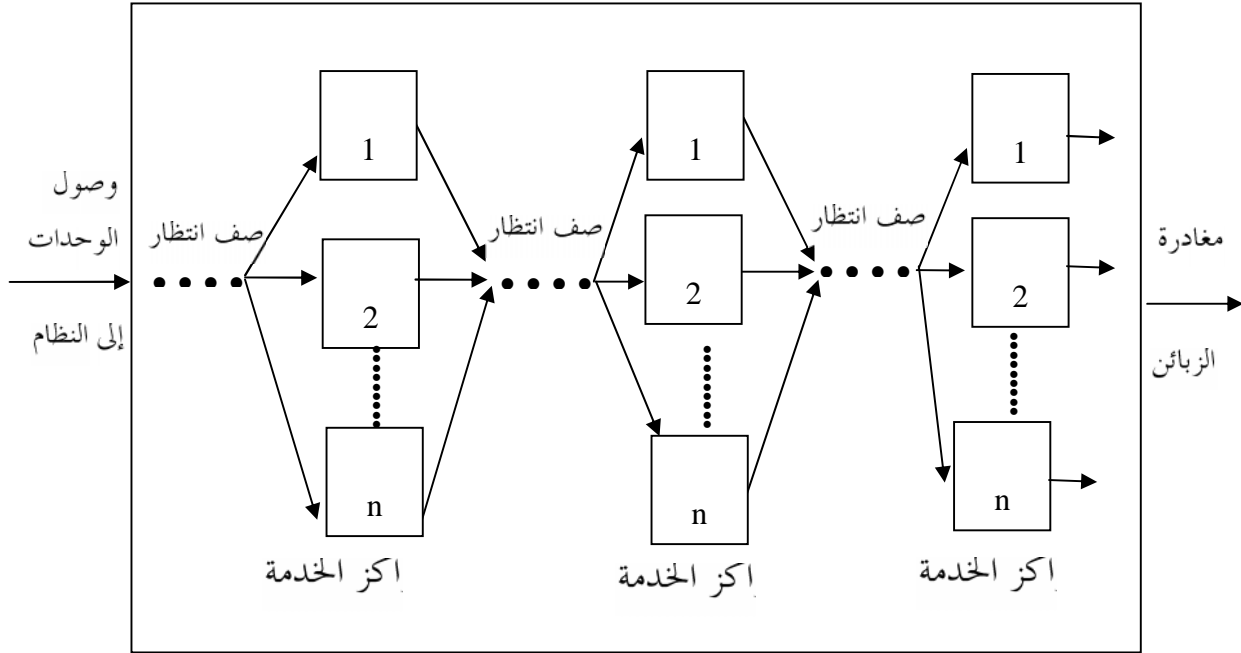 وصول
الوحدات
إلى النظام
صف انتظار
1
2
n
اكز الخدمة
صف انتظار
1
2
n
اكز الخدمة
صف انتظار
1
2
n
اكز الخدمة
مغادرة
الزبائن